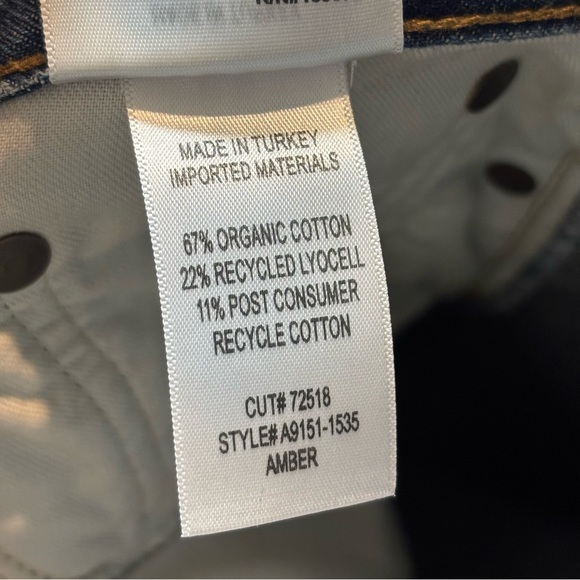 MADE IN TURKEY
IMPORTED MATERIALS
67% ORGANIC COTTON
22% RECYCLED LYOCELL
11% POST CONSUMER
RECYCLE COTTON
CUT# 72518
STYLE# A9151-1535
AMBER